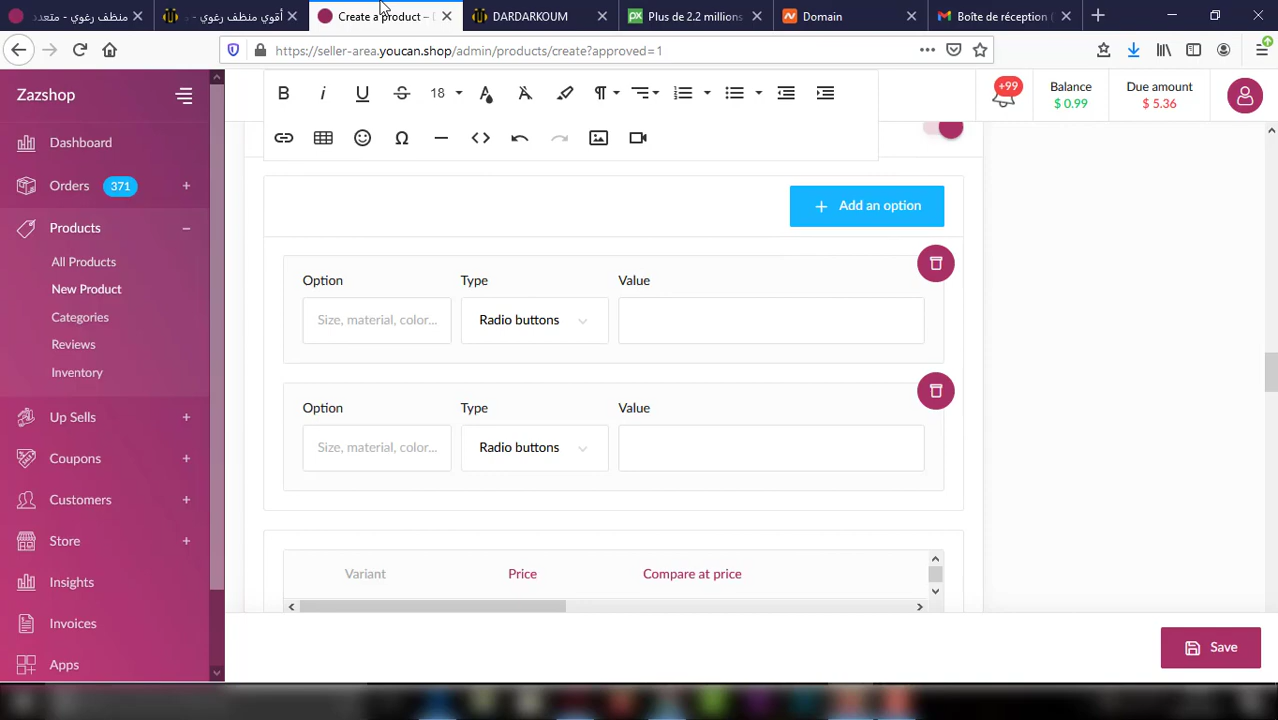 منظف رغوي - متعدد
أقوي منظف رغوي - و
Create a product –
DARDARKOUM
Plus de 2.2 millions
Domain
Boîte de réception (
https://seller-area.youcan.shop/admin/products/create?approved=1
Zazshop
18
+99
Balance
$ 0.99
Due amount
$ 5.36
Dashboard
Orders 371 +
Products −
All Products
New Product
Categories
Reviews
Inventory
Up Sells +
Coupons +
Customers +
Store +
Insights
Invoices
Apps
+ Add an option
Option Type Value
Size, material, color... Radio buttons
Option Type Value
Size, material, color... Radio buttons
Variant Price Compare at price
Save